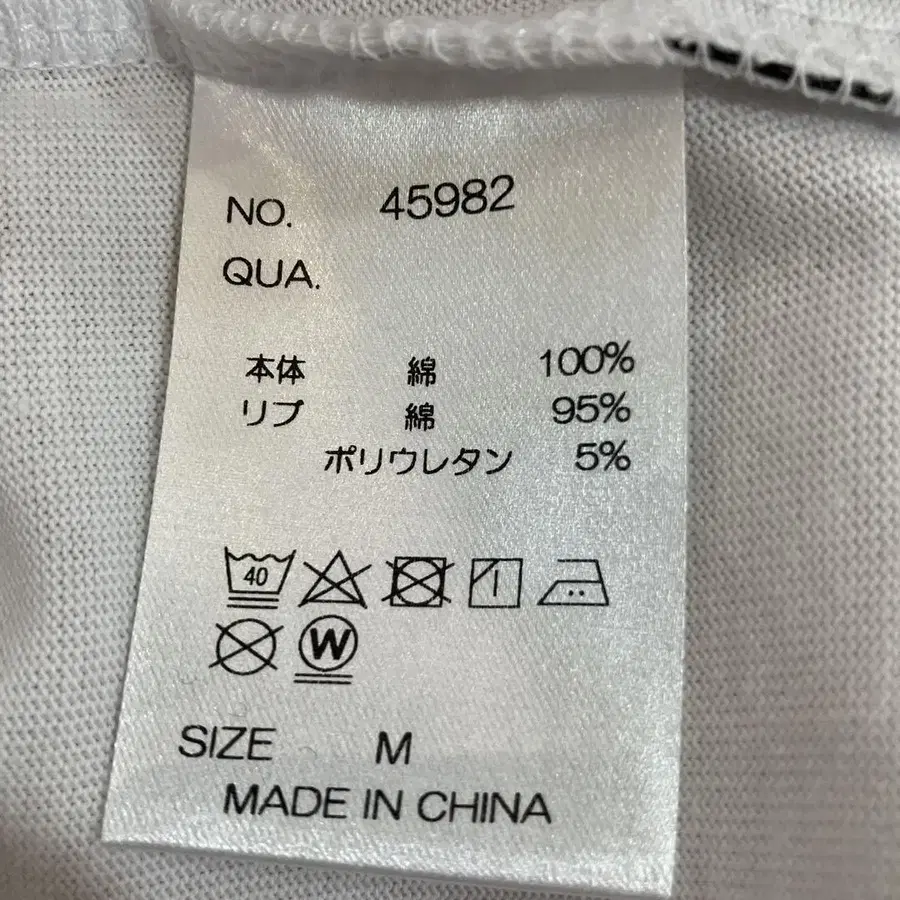 NO. 45982
QUA.
本体 綿 100%
リプ 綿 95%
ポリウレタン 5%
40
W
SIZE M
MADE IN CHINA